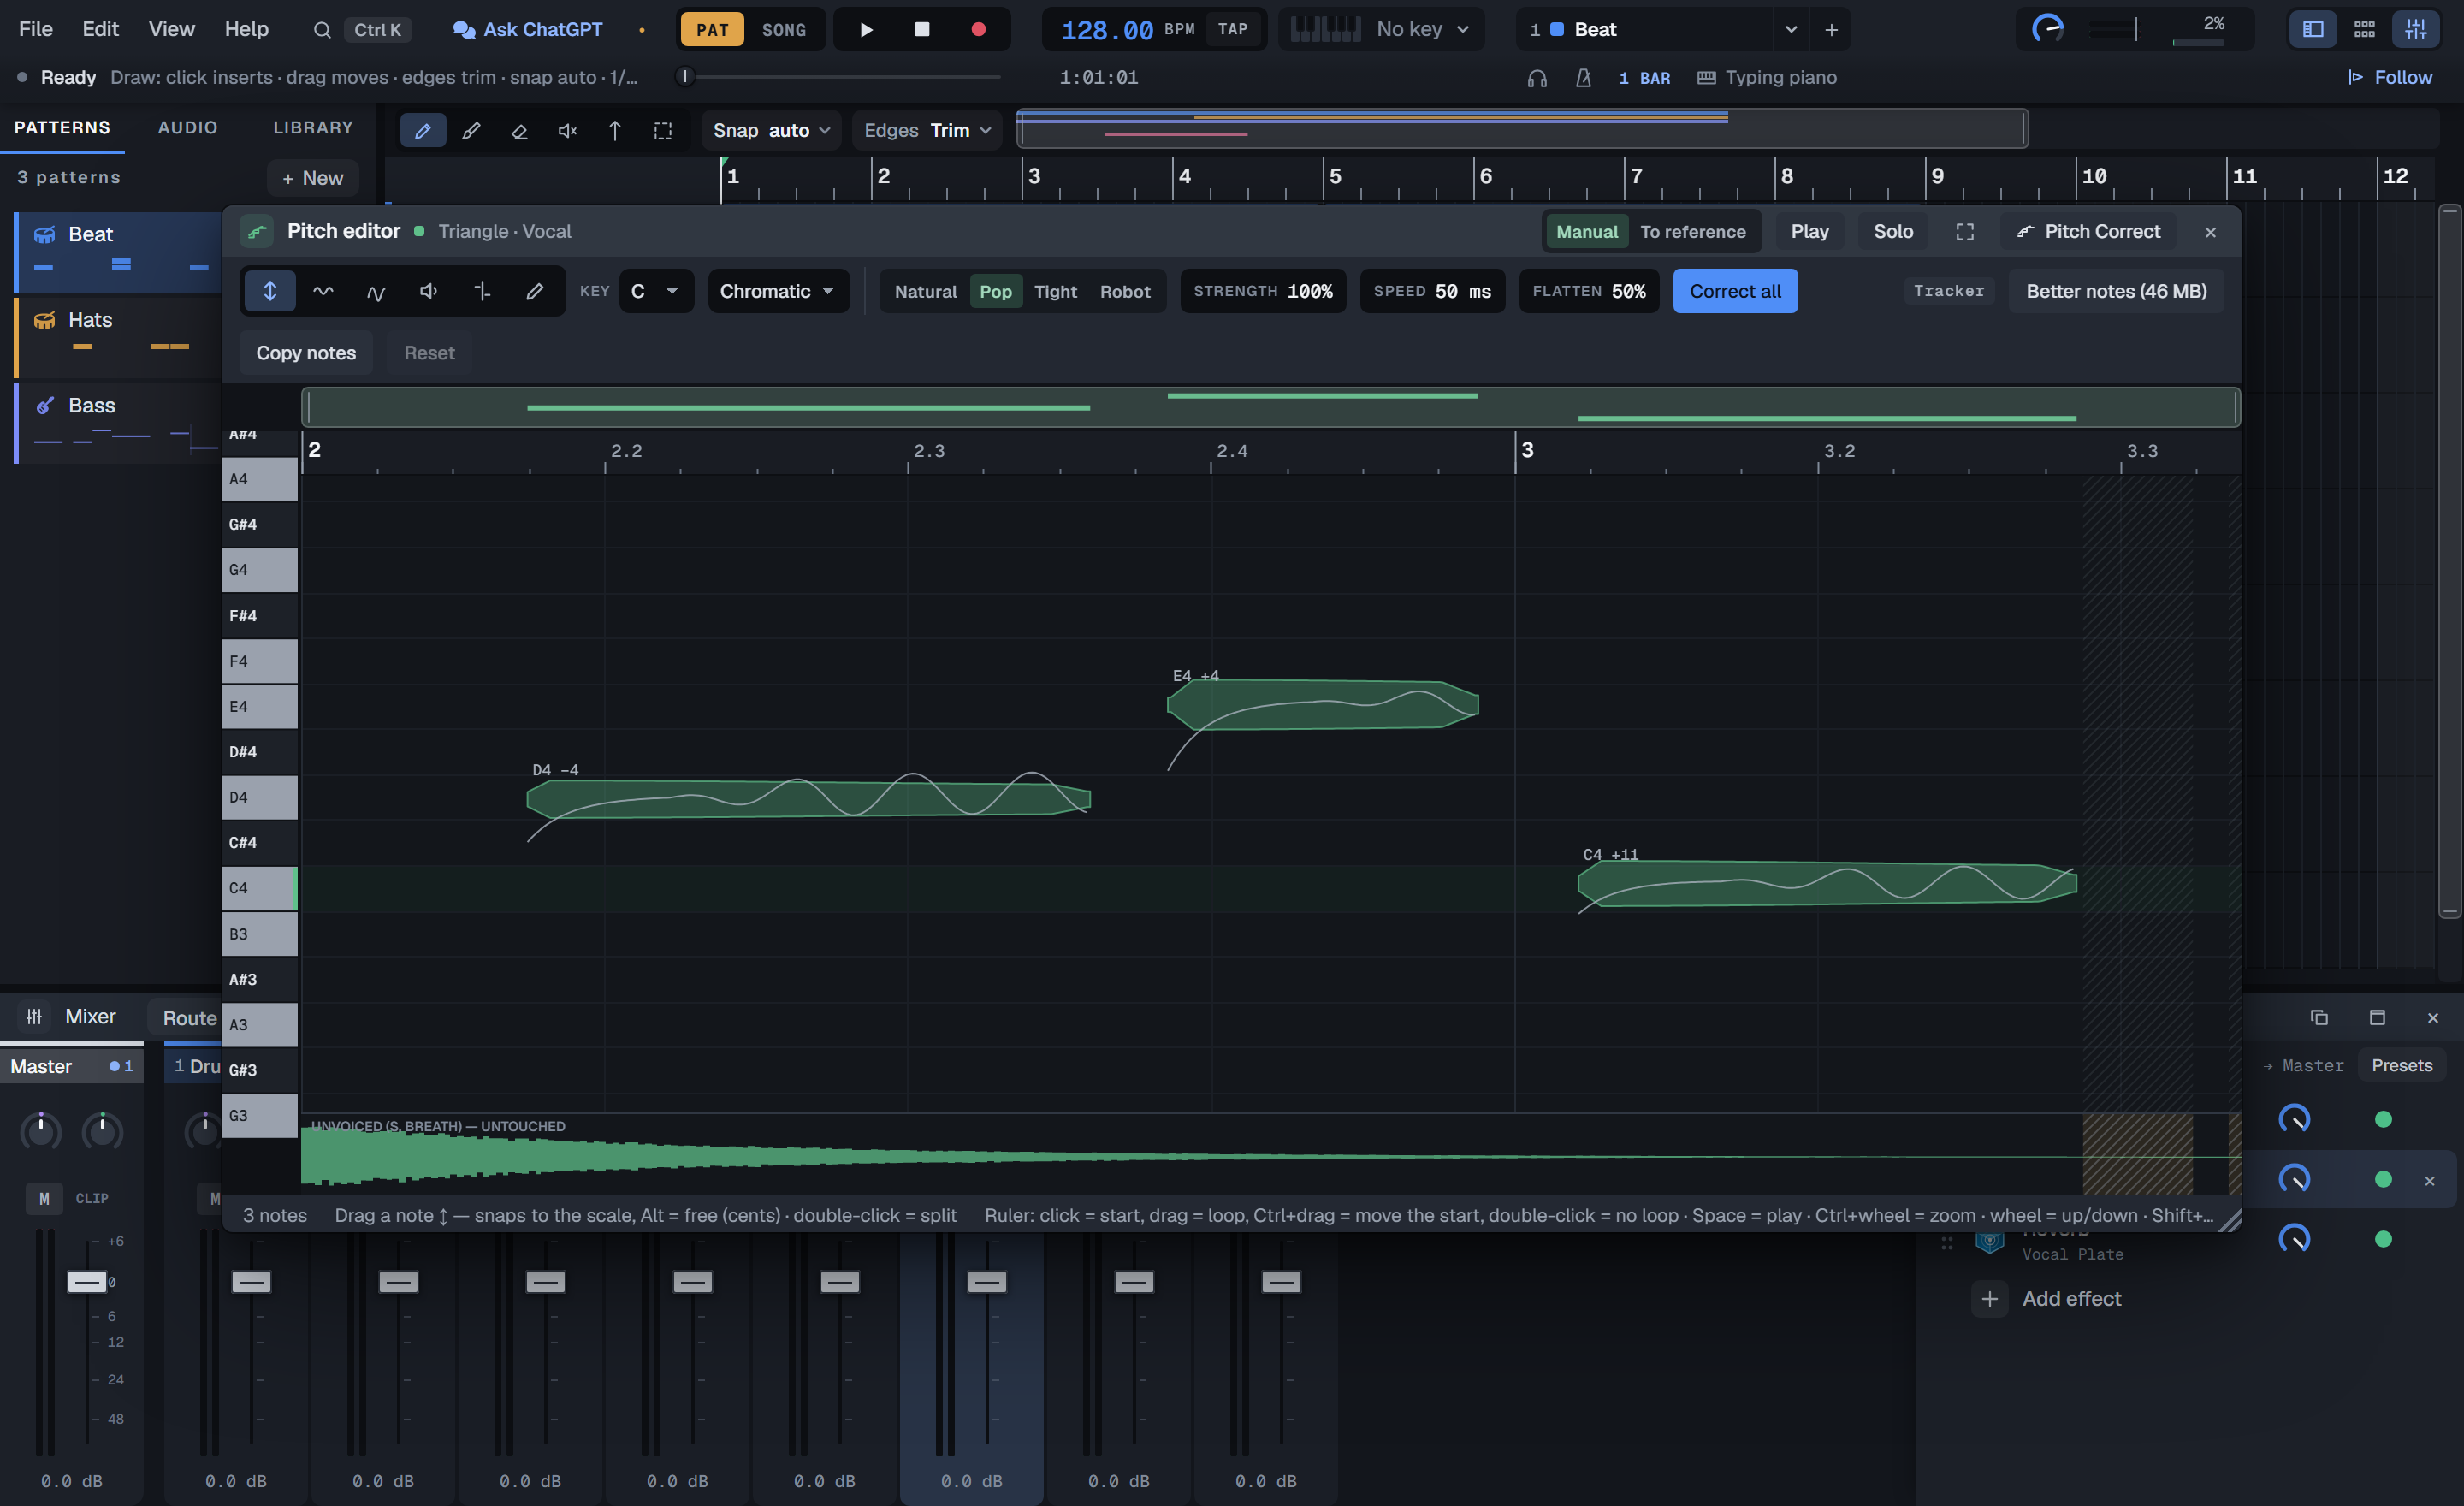 File Edit View Help Ctrl K Ask ChatGPT PAT SONG 128.00 BPM TAP No key 1 Beat 2%
Ready Draw: click inserts · drag moves · edges trim · snap auto · 1/... 1:01:01 1 BAR Typing piano Follow
PATTERNS AUDIO LIBRARY Snap auto Edges Trim
3 patterns + New 1 2 3 4 5 6 7 8 9 10 11 12
Beat
Hats
Bass
Pitch editor Triangle · Vocal Manual To reference Play Solo Pitch Correct
KEY C Chromatic Natural Pop Tight Robot STRENGTH 100% SPEED 50 ms FLATTEN 50% Correct all Tracker Better notes (46 MB)
Copy notes Reset
A#4
2 2.2 2.3 2.4 3 3.2 3.3
A4
G#4
G4
F#4
F4
E4 +4
E4
D#4
D4 −4
D4
C#4
C4 +11
C4
B3
A#3
A3
G#3
G3
UNVOICED (S, BREATH) — UNTOUCHED
3 notes Drag a note ↕ — snaps to the scale, Alt = free (cents) · double-click = split Ruler: click = start, drag = loop, Ctrl+drag = move the start, double-click = no loop · Space = play · Ctrl+wheel = zoom · wheel = up/down · Shift+...
Mixer Route
Master 1 1 Dru → Master Presets
M CLIP M
Reverb
Vocal Plate
Add effect
+6
0
6
12
24
48
0.0 dB 0.0 dB 0.0 dB 0.0 dB 0.0 dB 0.0 dB 0.0 dB 0.0 dB 0.0 dB